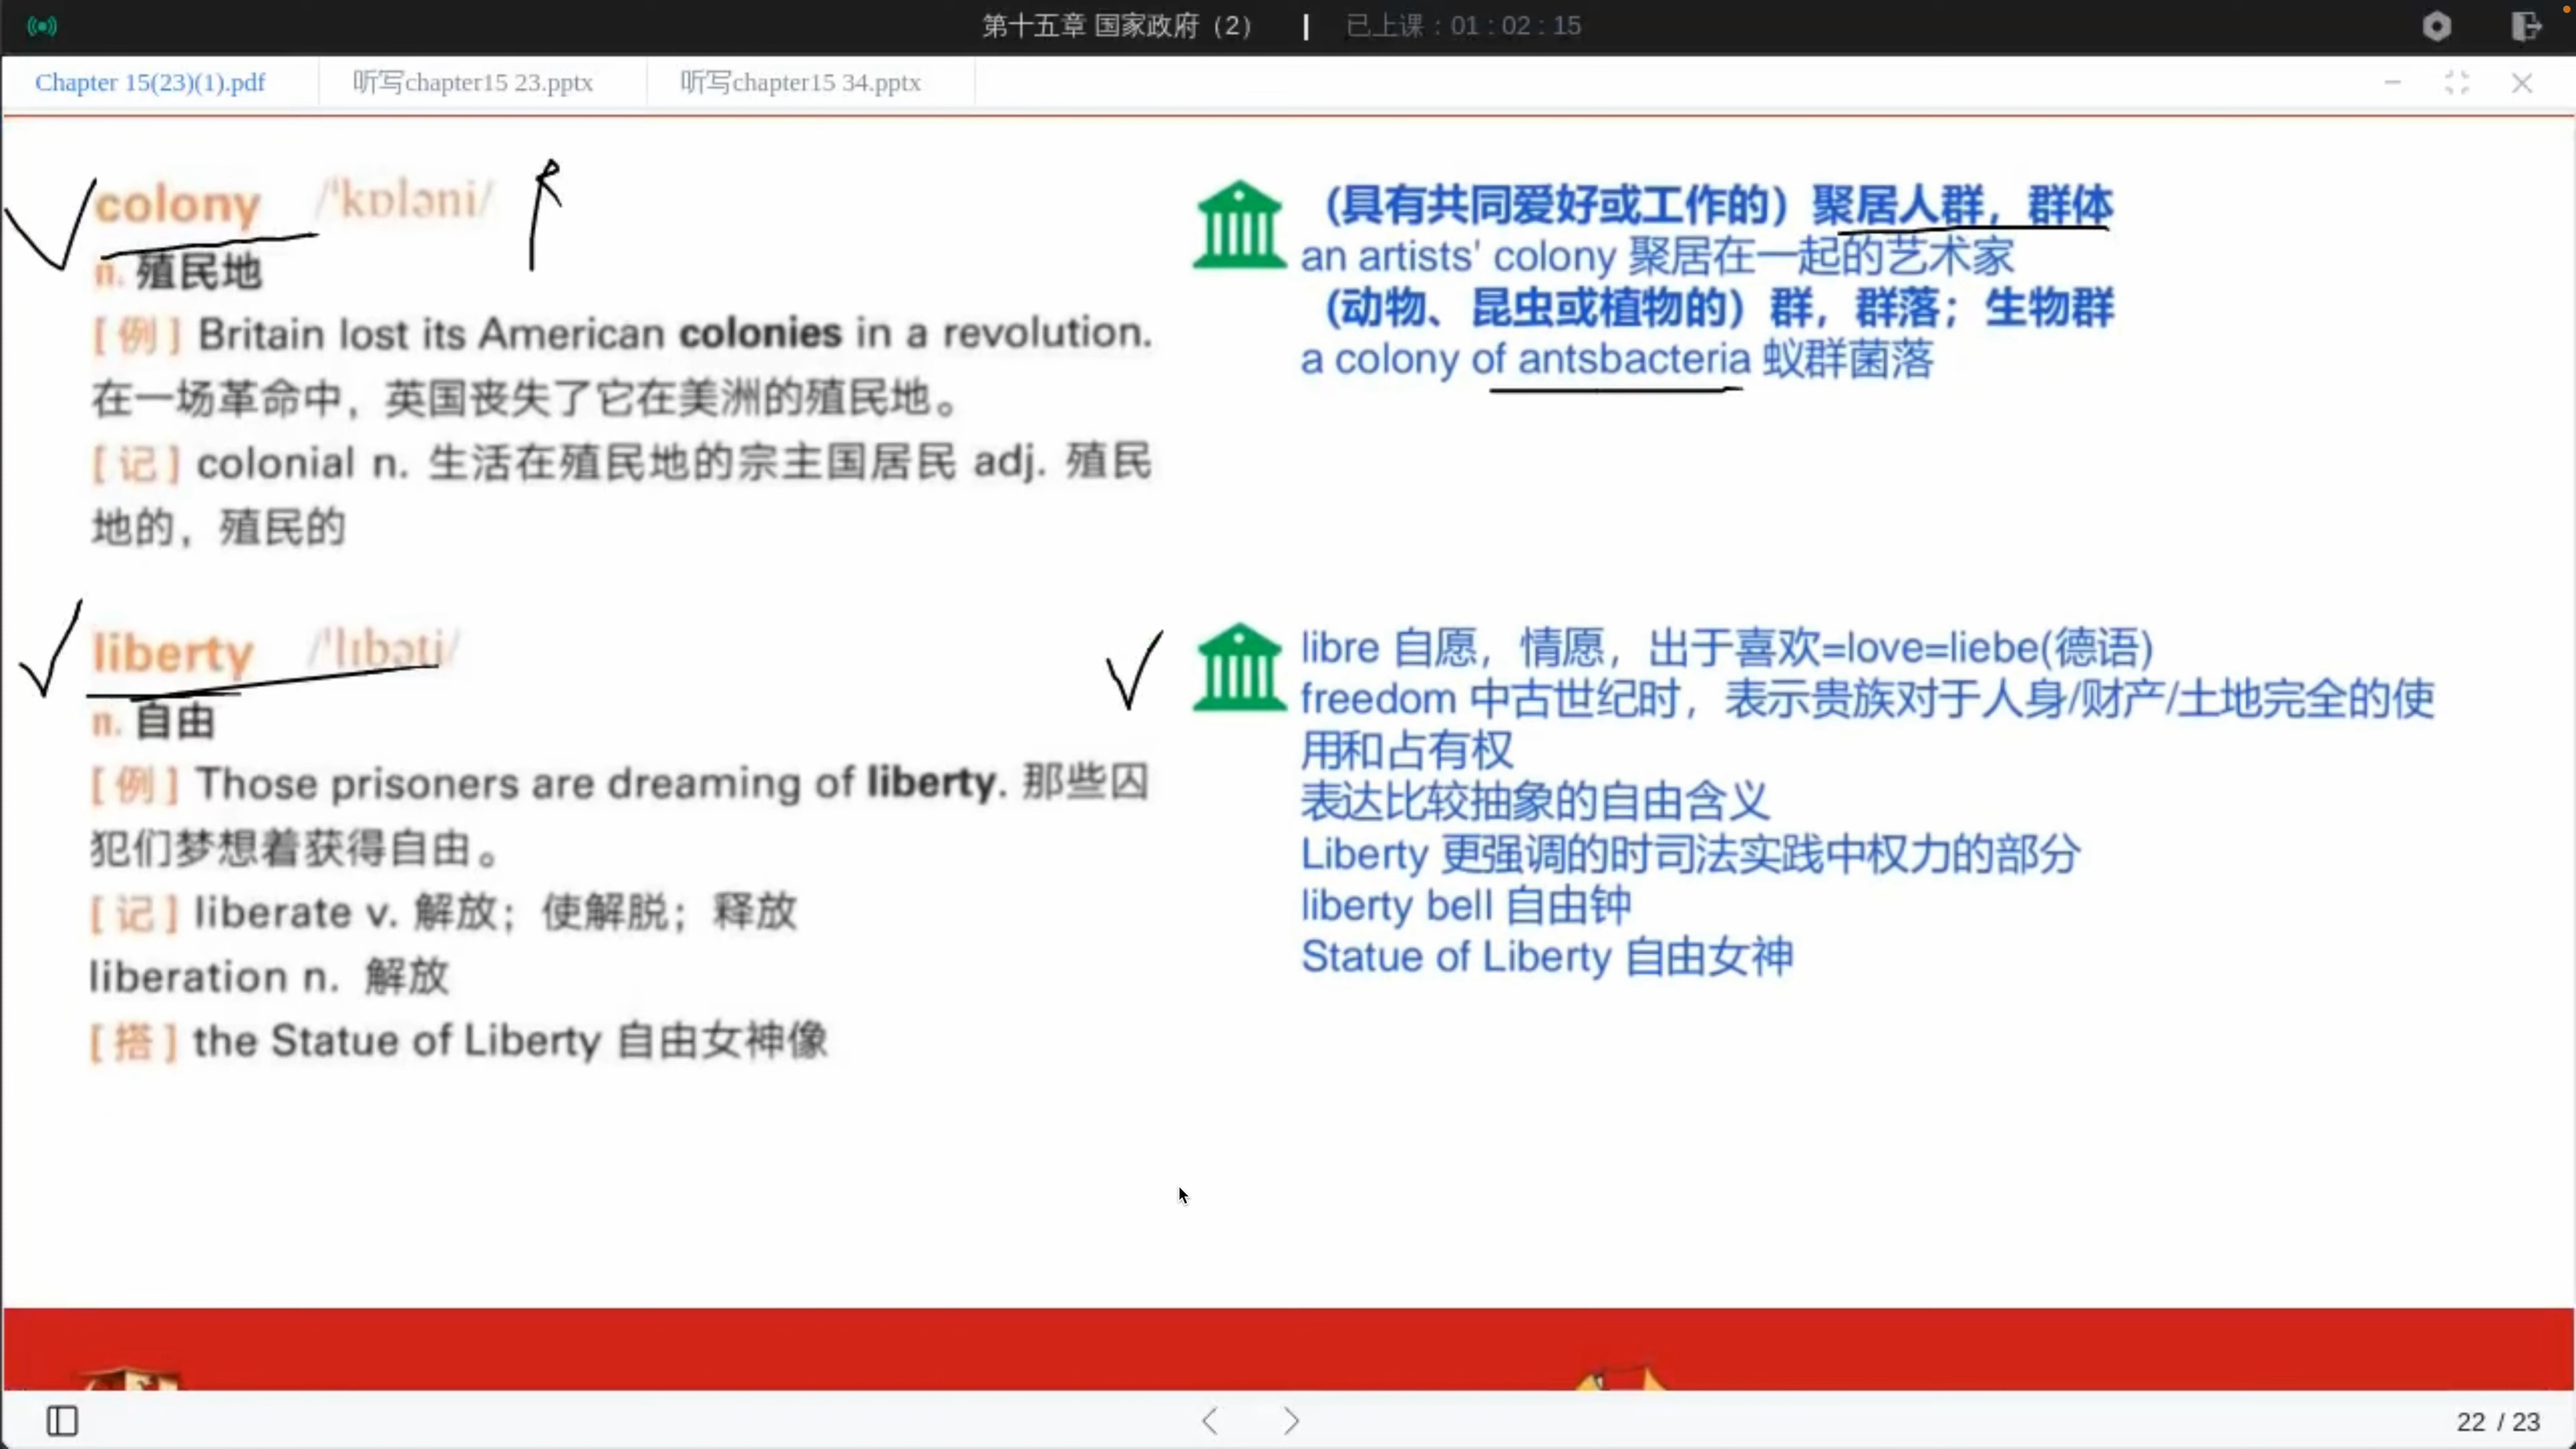 第十五章 国家政府（2） | 已上课：01：02：15
Chapter 15(23)(1).pdf 听写chapter15 23.pptx 听写chapter15 34.pptx
colony /ˈkɒləni/
n. 殖民地
[ 例 ] Britain lost its American colonies in a revolution.
在一场革命中，英国丧失了它在美洲的殖民地。
[ 记 ] colonial n. 生活在殖民地的宗主国居民 adj. 殖民
地的，殖民的
（具有共同爱好或工作的）聚居人群，群体
an artists' colony 聚居在一起的艺术家
（动物、昆虫或植物的）群，群落；生物群
a colony of antsbacteria 蚁群菌落
liberty /ˈlɪbəti/
n. 自由
[ 例 ] Those prisoners are dreaming of liberty. 那些囚
犯们梦想着获得自由。
[ 记 ] liberate v. 解放；使解脱；释放
liberation n. 解放
[ 搭 ] the Statue of Liberty 自由女神像
libre 自愿，情愿，出于喜欢=love=liebe(德语)
freedom 中古世纪时，表示贵族对于人身/财产/土地完全的使
用和占有权
表达比较抽象的自由含义
Liberty 更强调的时司法实践中权力的部分
liberty bell 自由钟
Statue of Liberty 自由女神
22 / 23